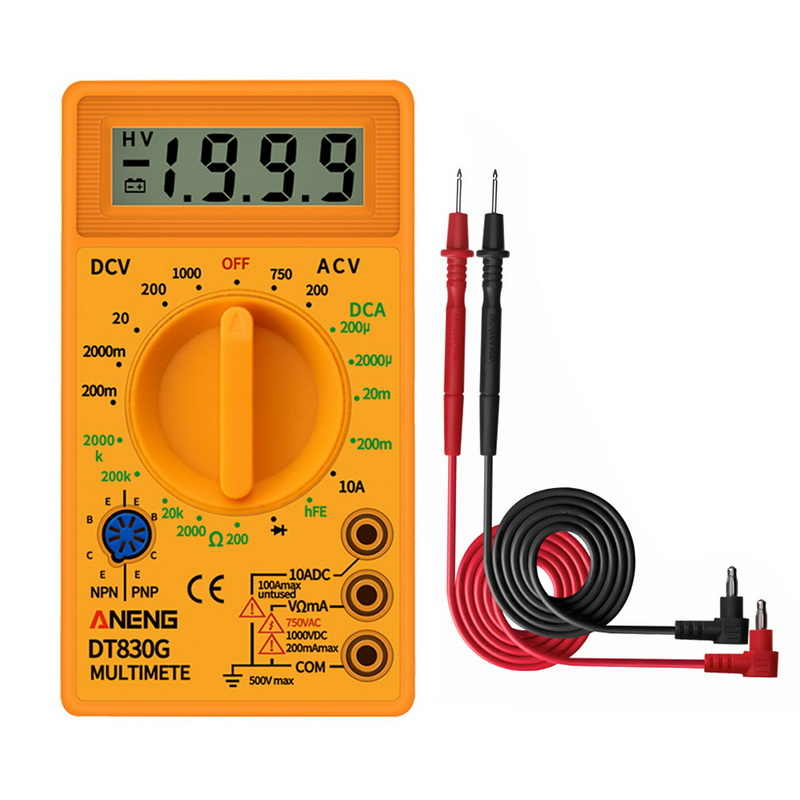 HV
-1.9.9.9
DCV
1000
OFF
750
ACV
200
200
DCA
20
200µ
2000m
2000µ
200m
20m
2000
k
200m
200k
10A
20k
hFE
2000
Ω
200
E
E
B
B
C
C
E
E
NPN
PNP
CE
10ADC
100Amax
untused
VΩmA
750VAC
1000VDC
200mAmax
COM
500V max
ANENG
DT830G
MULTIMETE